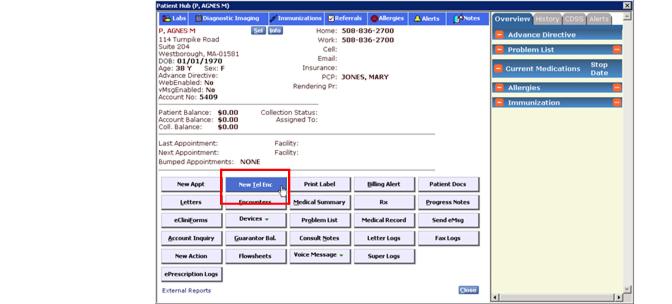 Patient Hub (P, AGNES M)
Labs Diagnostic Imaging Immunizations Referrals Allergies Alerts Notes
P, AGNES M Sel Info
114 Turnpike Road
Suite 204
Westborough, MA-01581
DOB: 01/01/1970
Age: 38 Y Sex: F
Advance Directive:
WebEnabled: No
vMsgEnabled: No
Account No: 5409
Home: 508-836-2700
Work: 508-836-2700
Cell:
Email:
Insurance:
PCP: JONES, MARY
Rendering Pr:
Patient Balance: $0.00 Collection Status:
Account Balance: $0.00 Assigned To:
Coll. Balance: $0.00
Last Appointment: Facility:
Next Appointment: Facility:
Bumped Appointments: NONE
New Appt New Tel Enc Print Label Billing Alert Patient Docs
Letters Encounters Medical Summary Rx Progress Notes
eCliniForms Devices Problem List Medical Record Send eMsg
Account Inquiry Guarantor Bal. Consult Notes Letter Logs Fax Logs
New Action Flowsheets Voice Message Super Logs
ePrescription Logs
External Reports Close
Overview History CDSS Alerts
Advance Directive
Problem List
Current Medications Stop Date
Allergies
Immunization